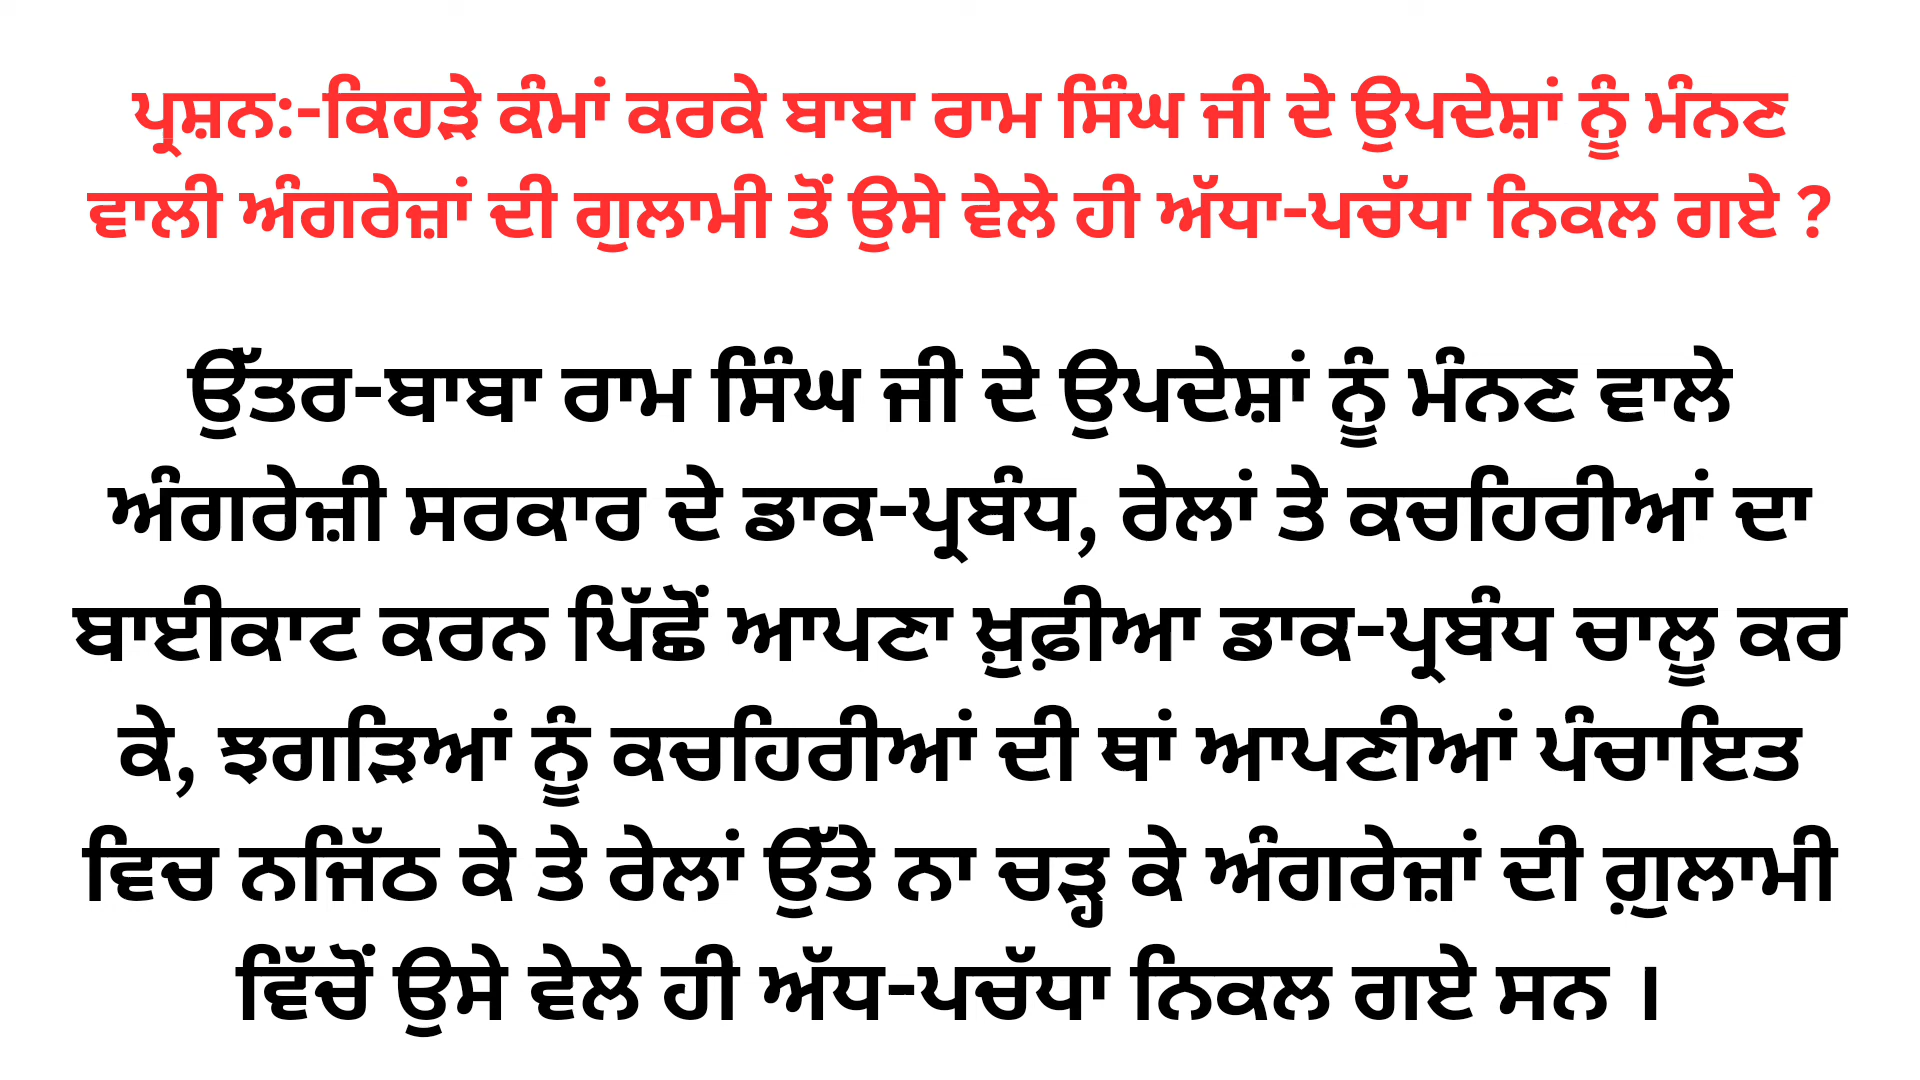 ਪ੍ਰਸ਼ਨ:-ਕਿਹੜੇ ਕੰਮਾਂ ਕਰਕੇ ਬਾਬਾ ਰਾਮ ਸਿੰਘ ਜੀ ਦੇ ਉਪਦੇਸ਼ਾਂ ਨੂੰ ਮੰਨਣ
ਵਾਲੀ ਅੰਗਰੇਜ਼ਾਂ ਦੀ ਗੁਲਾਮੀ ਤੋਂ ਉਸੇ ਵੇਲੇ ਹੀ ਅੱਧਾ-ਪਚੱਧਾ ਨਿਕਲ ਗਏ ?
ਉੱਤਰ-ਬਾਬਾ ਰਾਮ ਸਿੰਘ ਜੀ ਦੇ ਉਪਦੇਸ਼ਾਂ ਨੂੰ ਮੰਨਣ ਵਾਲੇ
ਅੰਗਰੇਜ਼ੀ ਸਰਕਾਰ ਦੇ ਡਾਕ-ਪ੍ਰਬੰਧ, ਰੇਲਾਂ ਤੇ ਕਚਹਿਰੀਆਂ ਦਾ
ਬਾਈਕਾਟ ਕਰਨ ਪਿੱਛੋਂ ਆਪਣਾ ਖ਼ੁਫ਼ੀਆ ਡਾਕ-ਪ੍ਰਬੰਧ ਚਾਲੂ ਕਰ
ਕੇ, ਝਗੜਿਆਂ ਨੂੰ ਕਚਹਿਰੀਆਂ ਦੀ ਥਾਂ ਆਪਣੀਆਂ ਪੰਚਾਇਤ
ਵਿਚ ਨਜਿੱਠ ਕੇ ਤੇ ਰੇਲਾਂ ਉੱਤੇ ਨਾ ਚੜ੍ਹ ਕੇ ਅੰਗਰੇਜ਼ਾਂ ਦੀ ਗ਼ੁਲਾਮੀ
ਵਿੱਚੋਂ ਉਸੇ ਵੇਲੇ ਹੀ ਅੱਧ-ਪਚੱਧਾ ਨਿਕਲ ਗਏ ਸਨ ।